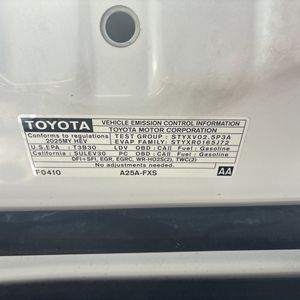 TOYOTA
VEHICLE EMISSION CONTROL INFORMATION
TOYOTA MOTOR CORPORATION
Conforms to regulations
2025MY HEV
TEST GROUP : STYXV02.5P3A
EVAP FAMILY: STYXR0165J72
U.S.EPA : T3B30 LDV OBD:CAII Fuel:Gasoline
California : SULEV30 PC OBD:CAII Fuel:Gasoline
DFI+SFI, EGR, EGRC, WR-HO2S(2), TWC(2)
No adjustments needed.
F0410 A25A-FXS AA